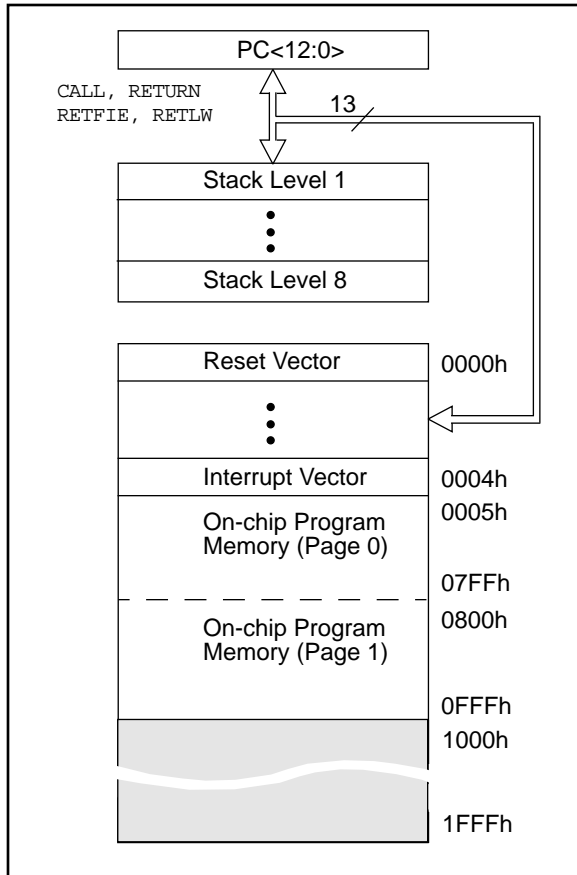 PC<12:0>
CALL, RETURN
RETFIE, RETLW
13
Stack Level 1
Stack Level 8
Reset Vector
0000h
Interrupt Vector
0004h
0005h
On-chip Program
Memory (Page 0)
07FFh
0800h
On-chip Program
Memory (Page 1)
0FFFh
1000h
1FFFh